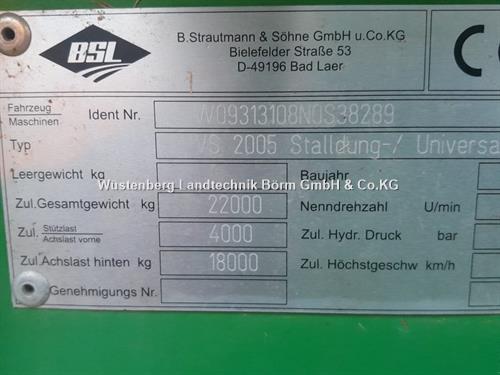 BSL
B.Strautmann & Söhne GmbH u.Co.KG
Bielefelder Straße 53
D-49196 Bad Laer
Fahrzeug
Maschinen
Ident Nr.
W09313108N0S38289
Typ
VS 2005 Stalldung-/ Universa
Leergewicht kg
Baujahr
Wüstenberg Landtechnik Börm GmbH & Co.KG
Zul.Gesamtgewicht kg
22000
Nenndrehzahl U/min
Zul. Stützlast
Achslast vorne
4000
Zul. Hydr. Druck bar
Zul.Achslast hinten kg
18000
Zul. Höchstgeschw km/h
Genehmigungs Nr.